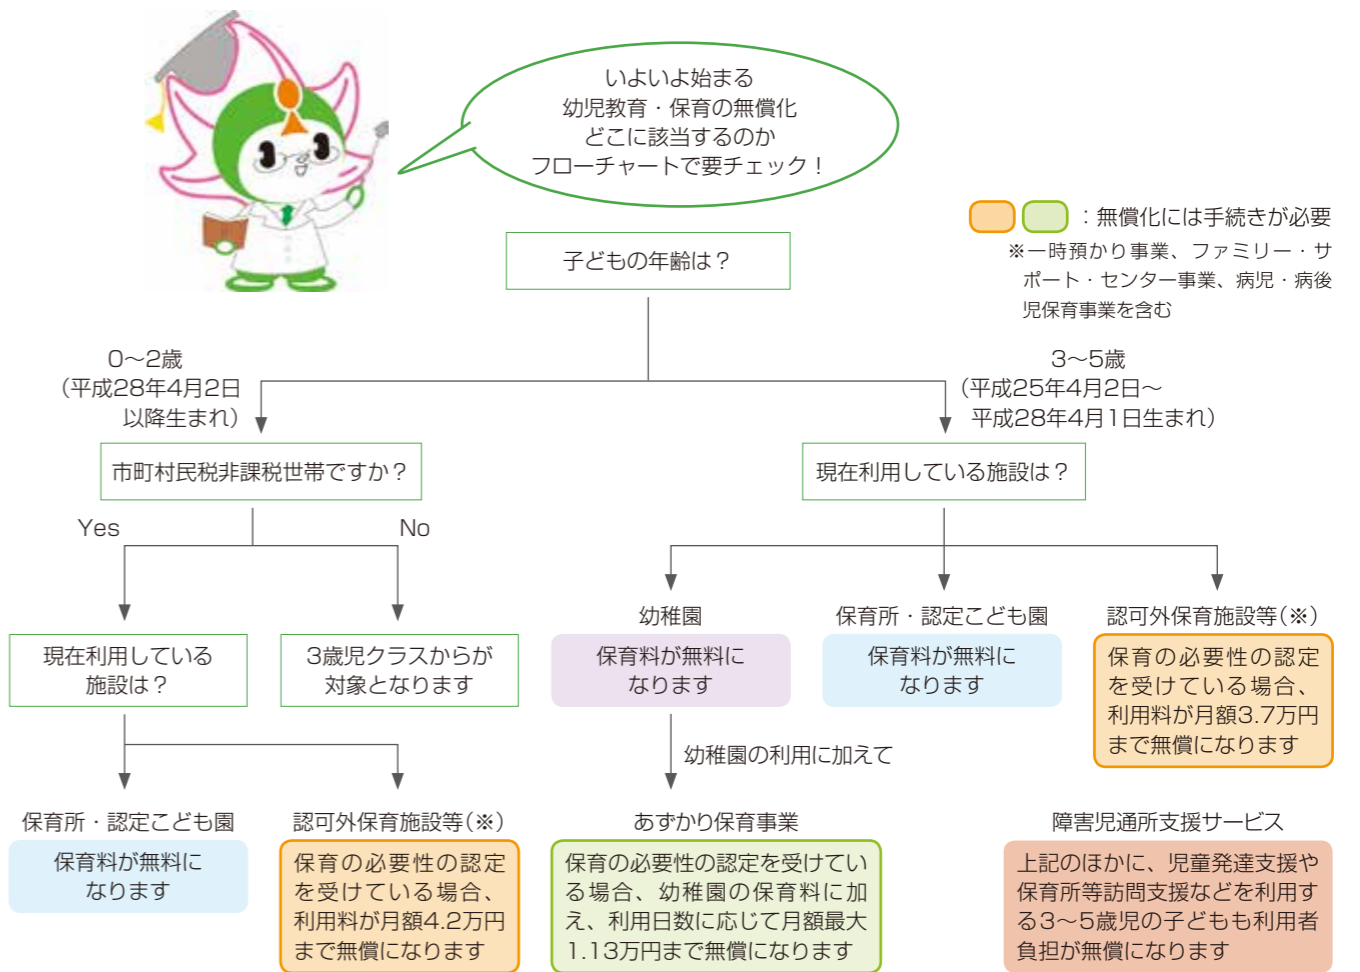 いよいよ始まる
幼児教育・保育の無償化
どこに該当するのか
フローチャートで要チェック！
：無償化には手続きが必要
※一時預かり事業、ファミリー・サ
ポート・センター事業、病児・病後
児保育事業を含む
子どもの年齢は？
0～2歳
（平成28年4月2日
以降生まれ）
3～5歳
（平成25年4月2日～
平成28年4月1日生まれ）
市町村民税非課税世帯ですか？
現在利用している施設は？
Yes
No
現在利用している
施設は？
3歳児クラスからが
対象となります
幼稚園
保育料が無料に
なります
保育所・認定こども園
保育料が無料に
なります
認可外保育施設等（※）
保育の必要性の認定
を受けている場合、
利用料が月額3.7万円
まで無償になります
幼稚園の利用に加えて
保育所・認定こども園
保育料が無料に
なります
認可外保育施設等（※）
保育の必要性の認定
を受けている場合、
利用料が月額4.2万円
まで無償になります
あずかり保育事業
保育の必要性の認定を受けてい
る場合、幼稚園の保育料に加
え、利用日数に応じて月額最大
1.13万円まで無償になります
障害児通所支援サービス
上記のほかに、児童発達支援や
保育所等訪問支援などを利用す
る3～5歳児の子どもも利用者
負担が無償になります